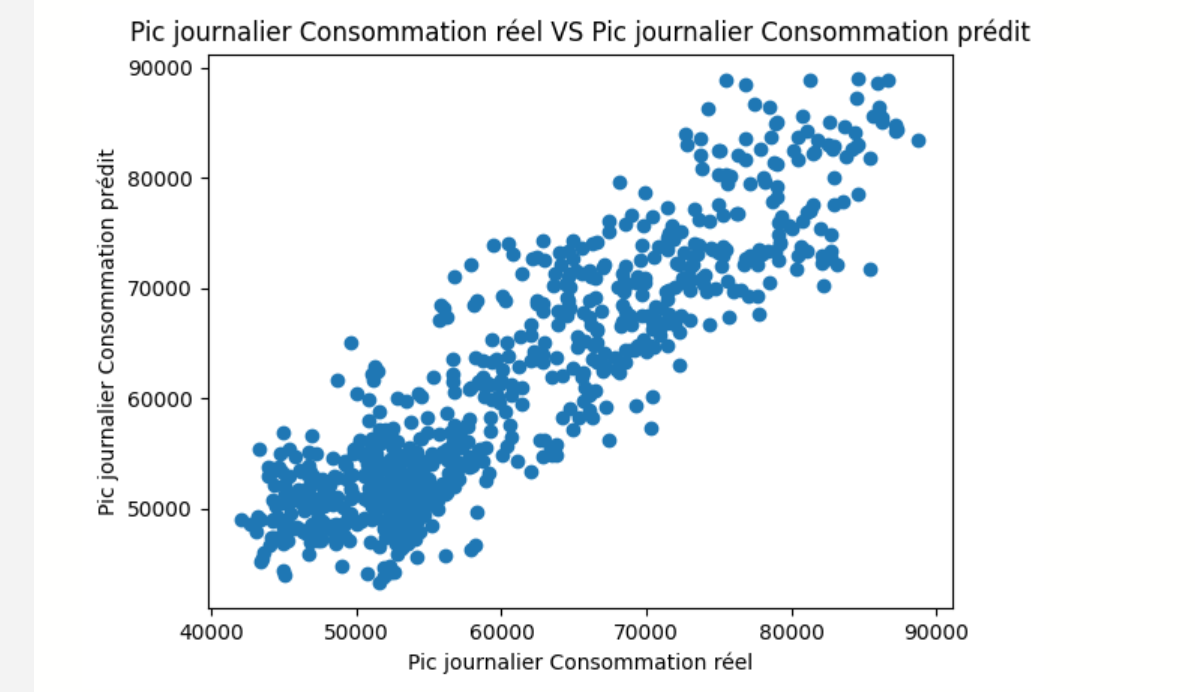 Pic journalier Consommation réel VS Pic journalier Consommation prédit
90000
80000
70000
60000
50000
Pic journalier Consommation prédit
40000 50000 60000 70000 80000 90000
Pic journalier Consommation réel